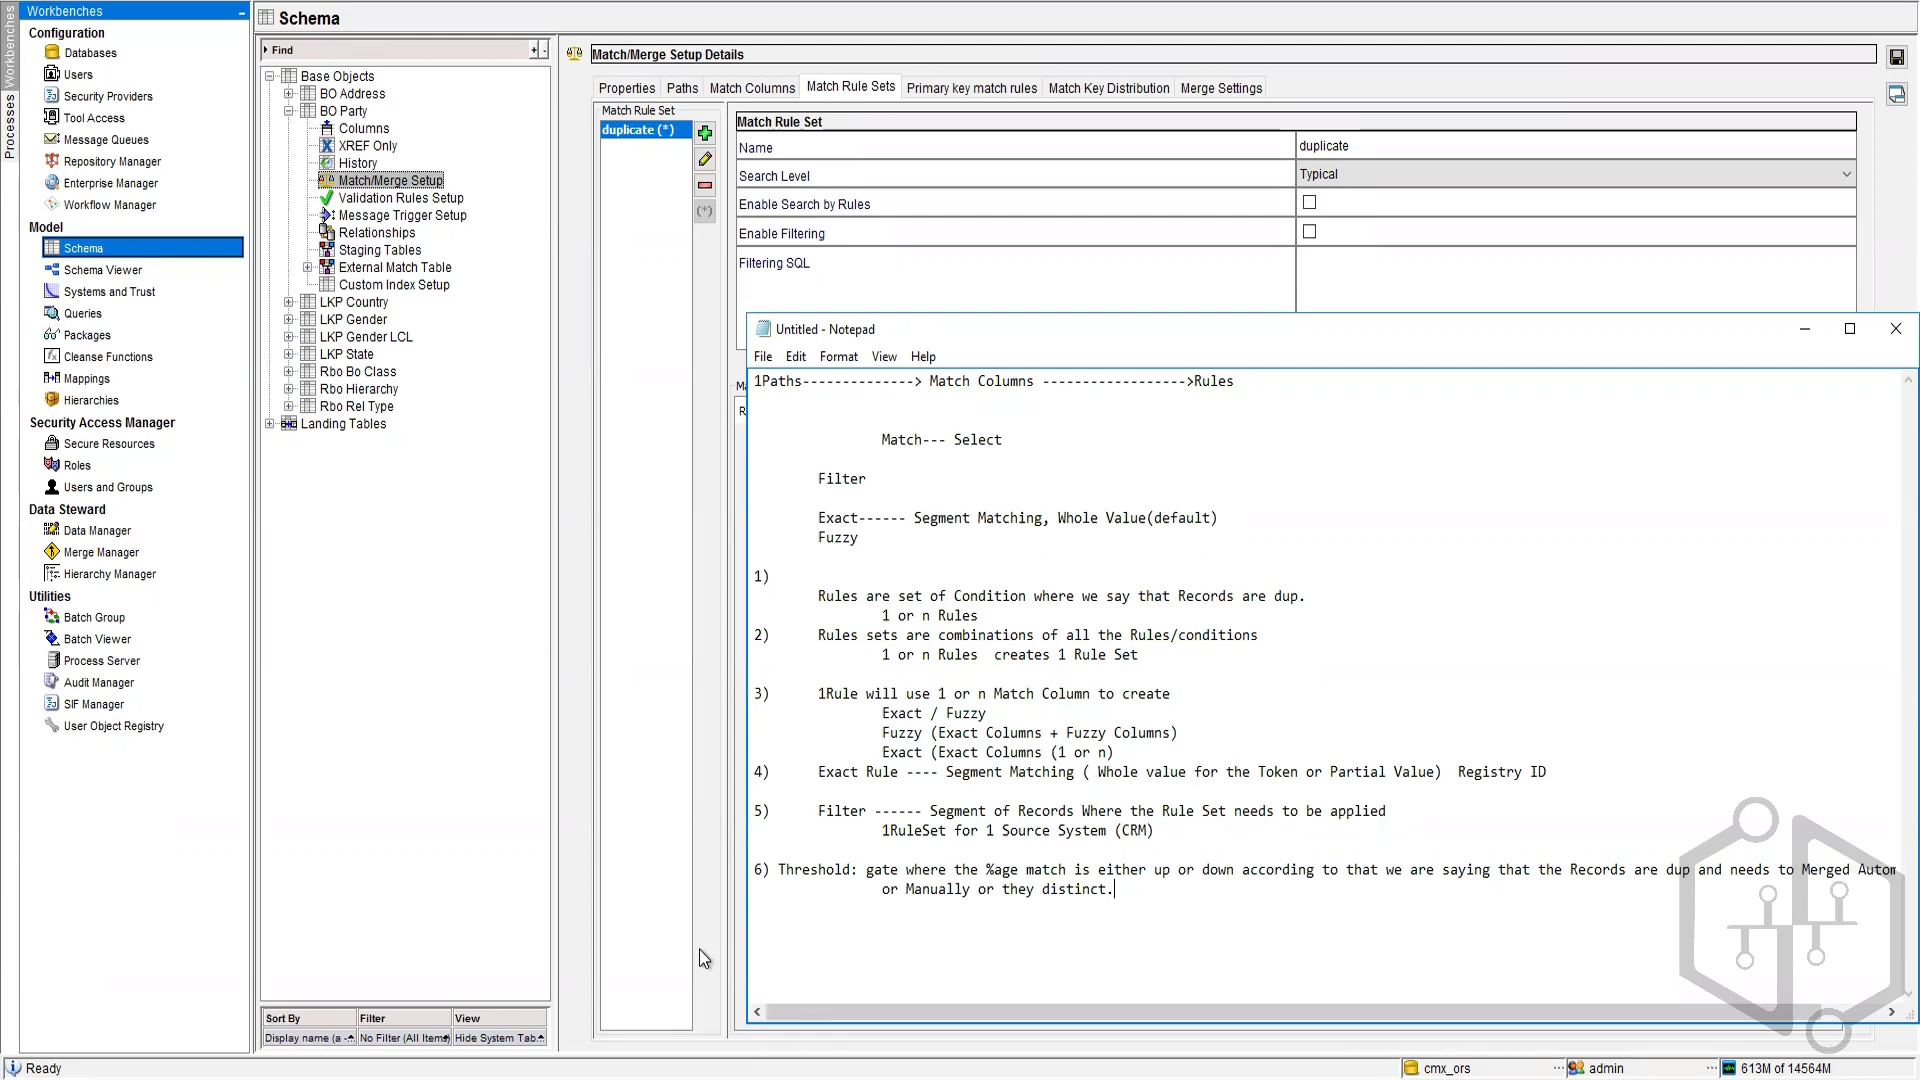 Workbenches
Processes
Workbenches
Configuration
Databases
Users
Security Providers
Tool Access
Message Queues
Repository Manager
Enterprise Manager
Workflow Manager
Model
Schema
Schema Viewer
Systems and Trust
Queries
Packages
Cleanse Functions
Mappings
Hierarchies
Security Access Manager
Secure Resources
Roles
Users and Groups
Data Steward
Data Manager
Merge Manager
Hierarchy Manager
Utilities
Batch Group
Batch Viewer
Process Server
Audit Manager
SIF Manager
User Object Registry
Schema
Find
Base Objects
BO Address
BO Party
Columns
XREF Only
History
Match/Merge Setup
Validation Rules Setup
Message Trigger Setup
Relationships
Staging Tables
External Match Table
Custom Index Setup
LKP Country
LKP Gender
LKP Gender LCL
LKP State
Rbo Bo Class
Rbo Hierarchy
Rbo Rel Type
Landing Tables
Sort By Filter View
Display name (a - No Filter (All Items) Hide System Tab..
Match/Merge Setup Details
Properties Paths Match Columns Match Rule Sets Primary key match rules Match Key Distribution Merge Settings
Match Rule Set
duplicate (*)
(*)
Match Rule Set
Name duplicate
Search Level Typical
Enable Search by Rules
Enable Filtering
Filtering SQL
Untitled - Notepad
File Edit Format View Help
1Paths--------------> Match Columns ------------------>Rules
Match--- Select
Filter
Exact------ Segment Matching, Whole Value(default)
Fuzzy
1)
Rules are set of Condition where we say that Records are dup.
1 or n Rules
2) Rules sets are combinations of all the Rules/conditions
1 or n Rules creates 1 Rule Set
3) 1Rule will use 1 or n Match Column to create
Exact / Fuzzy
Fuzzy (Exact Columns + Fuzzy Columns)
Exact (Exact Columns (1 or n)
4) Exact Rule ---- Segment Matching ( Whole value for the Token or Partial Value) Registry ID
5) Filter ------ Segment of Records Where the Rule Set needs to be applied
1RuleSet for 1 Source System (CRM)
6) Threshold: gate where the %age match is either up or down according to that we are saying that the Records are dup and needs to Merged Autom
or Manually or they distinct.
Ready
cmx_ors
admin
613M of 14564M